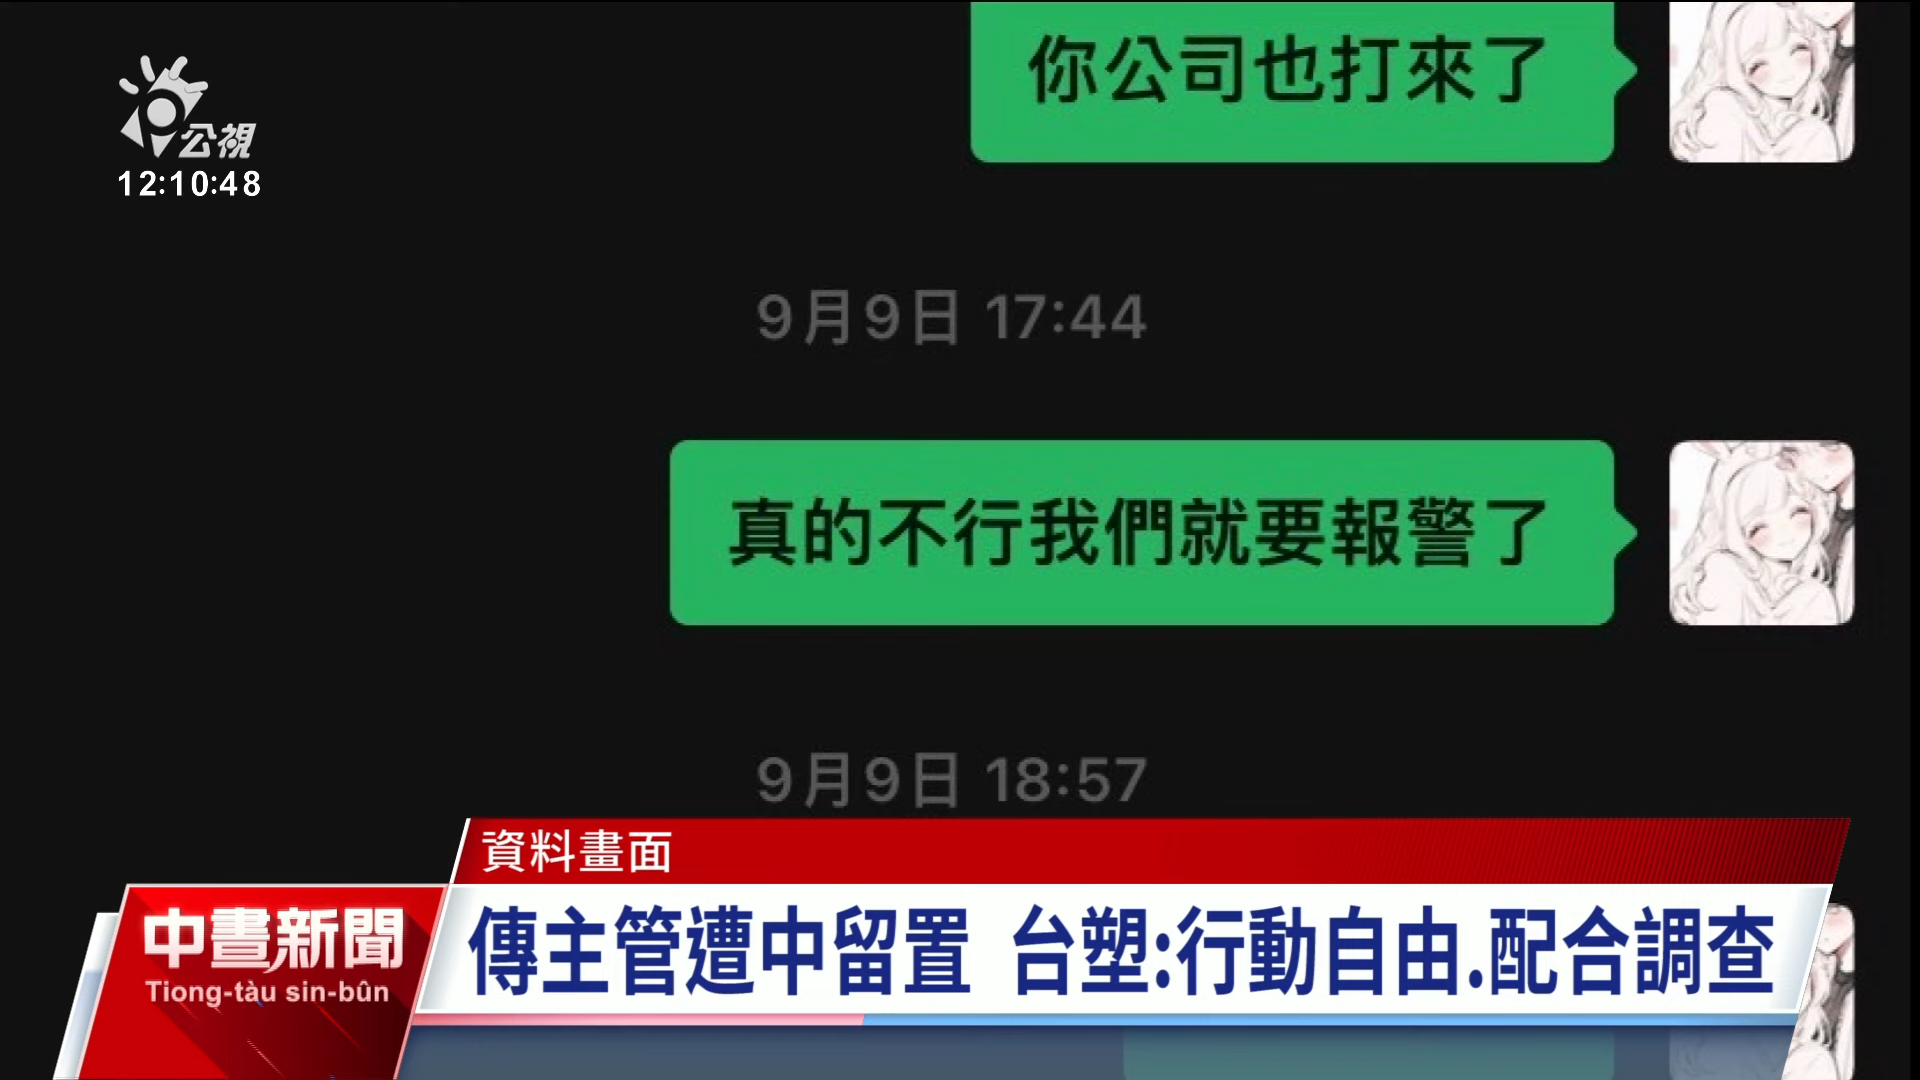 你公司也打來了
公視
12:10:48
9月9日 17:44
真的不行我們就要報警了
9月9日 18:57
資料畫面
中晝新聞
Tiong-tàu sin-bûn
傳主管遭中留置 台塑:行動自由.配合調查